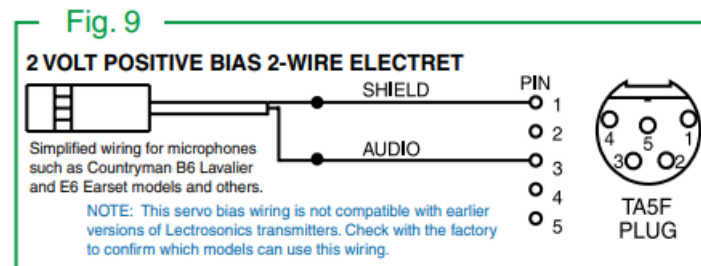 Fig. 9
2 VOLT POSITIVE BIAS 2-WIRE ELECTRET
SHIELD
PIN
1
2
AUDIO
3
4
5
Simplified wiring for microphones
such as Countryman B6 Lavalier
and E6 Earset models and others.
NOTE: This servo bias wiring is not compatible with earlier
versions of Lectrosonics transmitters. Check with the factory
to confirm which models can use this wiring.
4 5 1
3 2
TA5F
PLUG